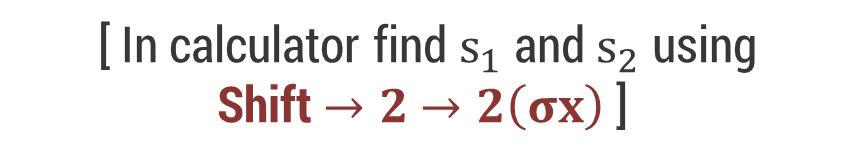 [ In calculator find s₁ and s₂ using
Shift → 2 → 2(σx) ]